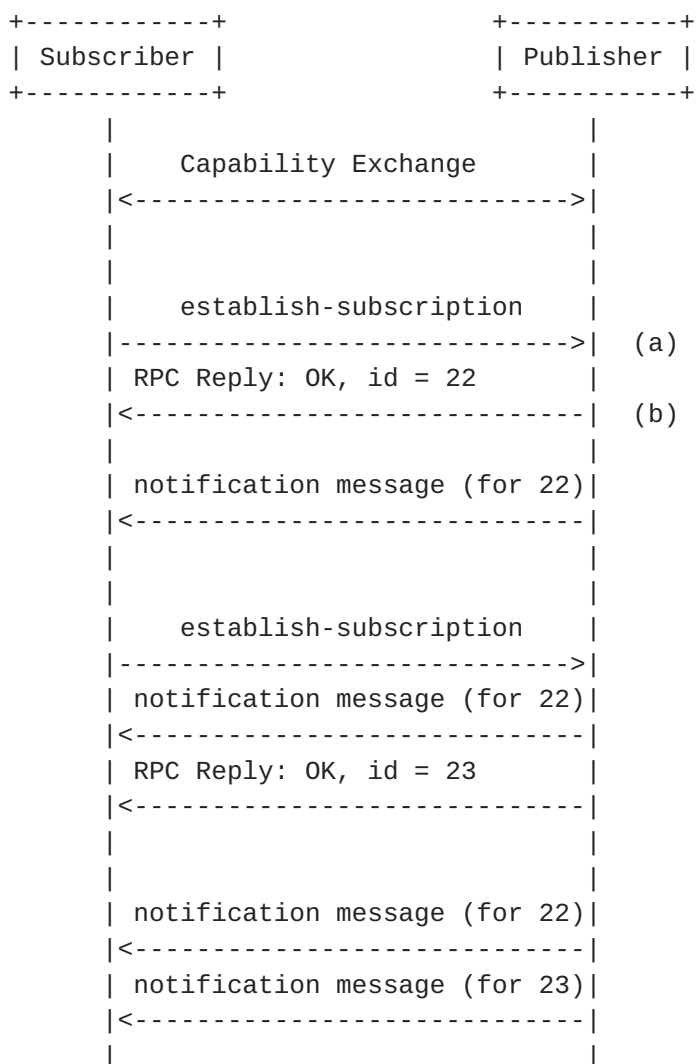 +------------+                 +-----------+
| Subscriber |                 | Publisher |
+------------+                 +-----------+
      |                              |
      |    Capability Exchange       |
      |<---------------------------->|
      |                              |
      |                              |
      |    establish-subscription    |
      |----------------------------->|  (a)
      | RPC Reply: OK, id = 22       |
      |<-----------------------------|  (b)
      |                              |
      | notification message (for 22)|
      |<-----------------------------|
      |                              |
      |                              |
      |    establish-subscription    |
      |----------------------------->|
      | notification message (for 22)|
      |<-----------------------------|
      | RPC Reply: OK, id = 23       |
      |<-----------------------------|
      |                              |
      |                              |
      | notification message (for 22)|
      |<-----------------------------|
      | notification message (for 23)|
      |<-----------------------------|
      |                              |